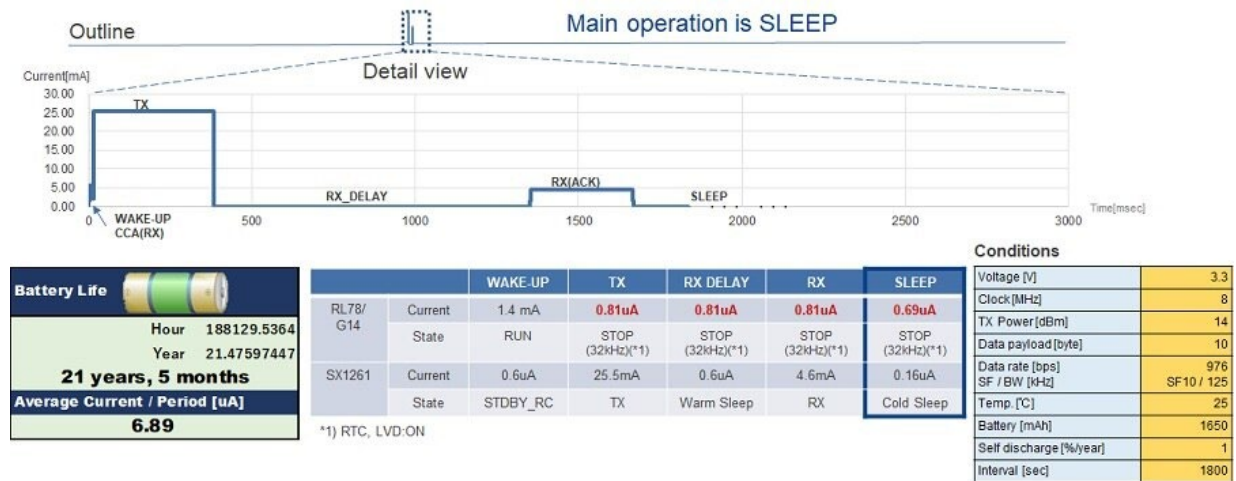 Outline
Main operation is SLEEP
Detail view
Current[mA]
30.00
25.00
20.00
15.00
10.00
5.00
0.00
TX
RX_DELAY
RX(ACK)
SLEEP
WAKE-UP
CCA(RX)
0 500 1000 1500 2000 2500 3000
Time[msec]
Battery Life
Hour 188129.5364
Year 21.47597447
21 years, 5 months
Average Current / Period [uA]
6.89
WAKE-UP TX RX DELAY RX SLEEP
RL78/
G14
Current 1.4 mA 0.81uA 0.81uA 0.81uA 0.69uA
State RUN STOP (32kHz)(*1) STOP (32kHz)(*1) STOP (32kHz)(*1) STOP (32kHz)(*1)
SX1261 Current 0.6uA 25.5mA 0.6uA 4.6mA 0.16uA
State STDBY_RC TX Warm Sleep RX Cold Sleep
*1) RTC, LVD:ON
Conditions
Voltage [V] 3.3
Clock[MHz] 8
TX Power[dBm] 14
Data payload[byte] 10
Data rate [bps] 976
SF / BW [kHz] SF10 / 125
Temp. [℃] 25
Battery [mAh] 1650
Self discharge [%/year] 1
Interval [sec] 1800